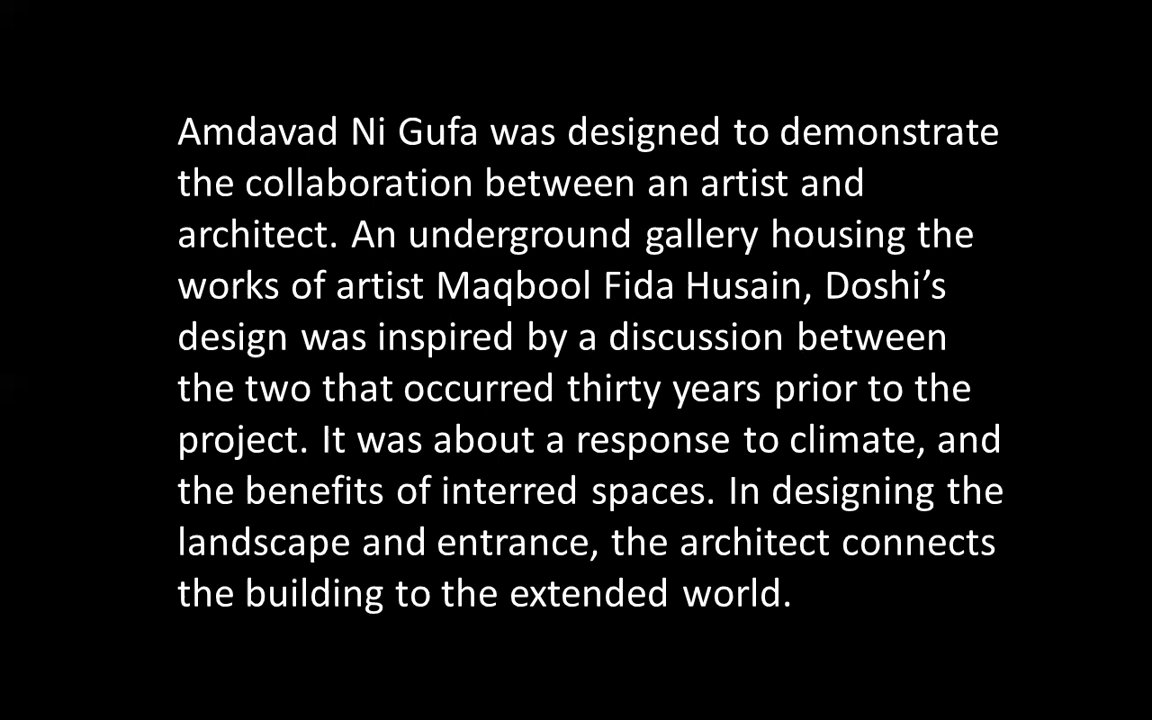 Amdavad Ni Gufa was designed to demonstrate
the collaboration between an artist and
architect. An underground gallery housing the
works of artist Maqbool Fida Husain, Doshi’s
design was inspired by a discussion between
the two that occurred thirty years prior to the
project. It was about a response to climate, and
the benefits of interred spaces. In designing the
landscape and entrance, the architect connects
the building to the extended world.